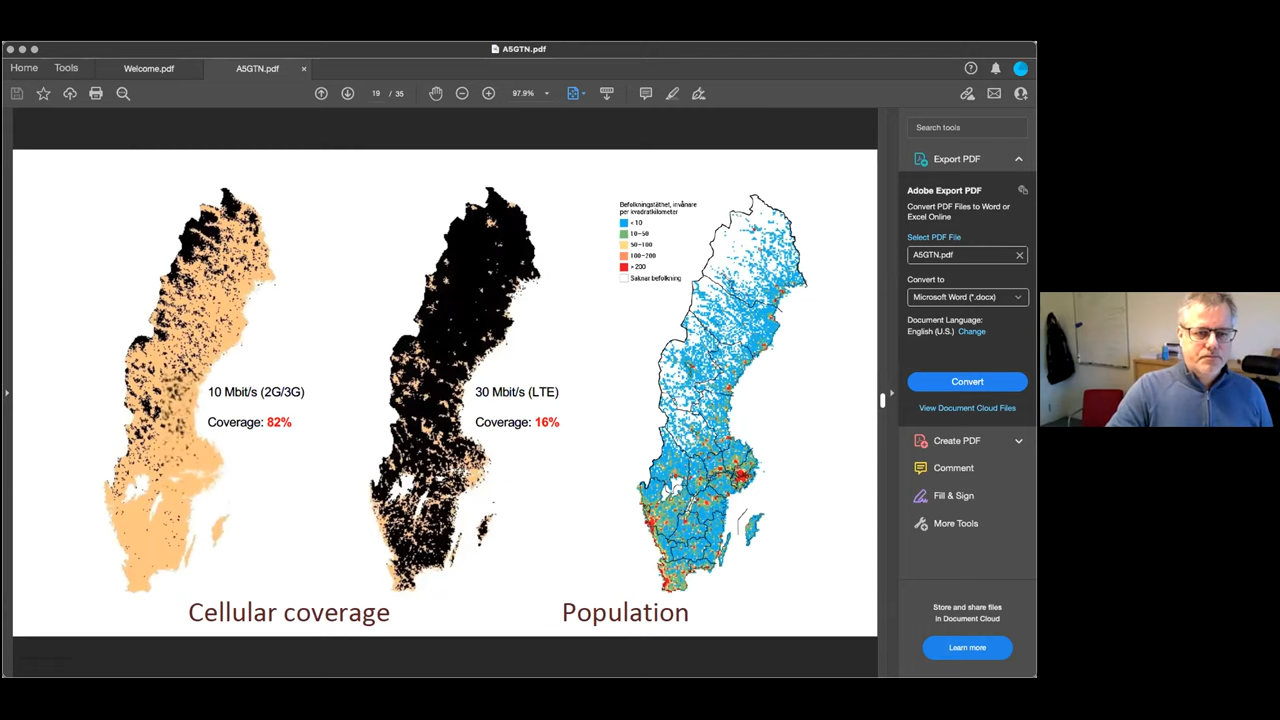 A5GTN.pdf
Home
Tools
Welcome.pdf
A5GTN.pdf
×
19 / 35
97.9%
Search tools
Export PDF
Adobe Export PDF
Convert PDF Files to Word or
Excel Online
Select PDF File
A5GTN.pdf
Convert to
Microsoft Word (*.docx)
Document Language:
English (U.S.) Change
Convert
View Document Cloud Files
Create PDF
Comment
Fill & Sign
More Tools
Store and share files
in Document Cloud
Learn more
10 Mbit/s (2G/3G)
Coverage: 82%
30 Mbit/s (LTE)
Coverage: 16%
Befolkningstäthet, invånare
per kvadratkilometer
< 10
10–50
50–100
100–200
> 200
Saknar befolkning
Cellular coverage
Population